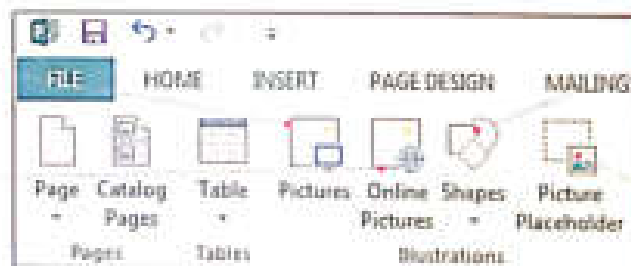 FILE HOME INSERT PAGE DESIGN MAILING
Page Catalog Table Pictures Online Shapes Picture
Pages Pictures Placeholder
Pages Tables Illustrations